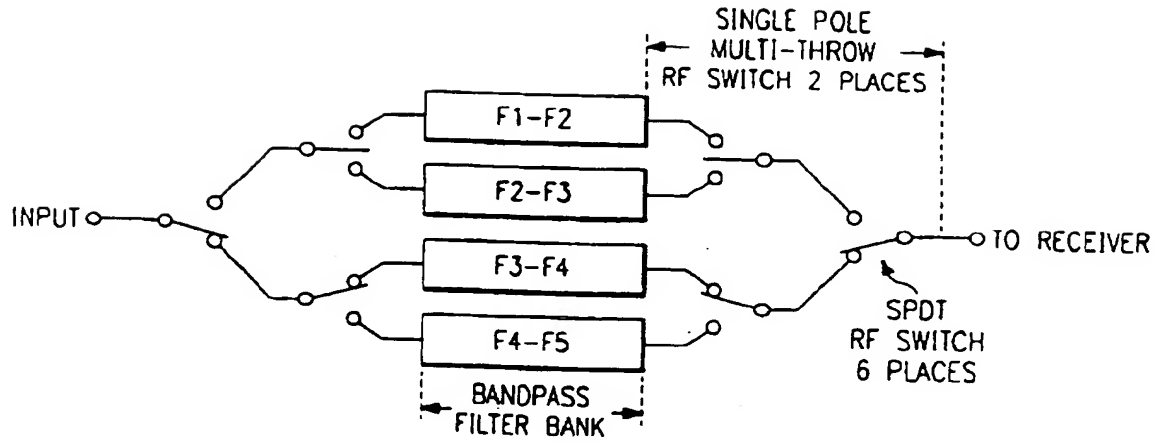 SINGLE POLE
MULTI-THROW
RF SWITCH 2 PLACES
F1-F2
F2-F3
INPUT
TO RECEIVER
F3-F4
SPDT
RF SWITCH
6 PLACES
F4-F5
BANDPASS
FILTER BANK